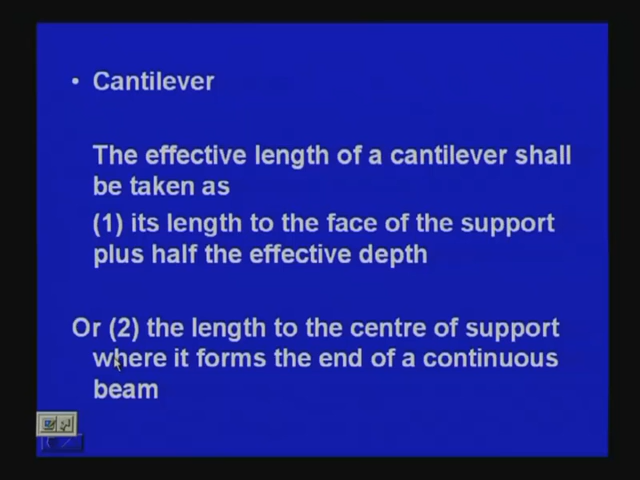 • Cantilever
The effective length of a cantilever shall
be taken as
(1) its length to the face of the support
plus half the effective depth
Or (2) the length to the centre of support
where it forms the end of a continuous
beam